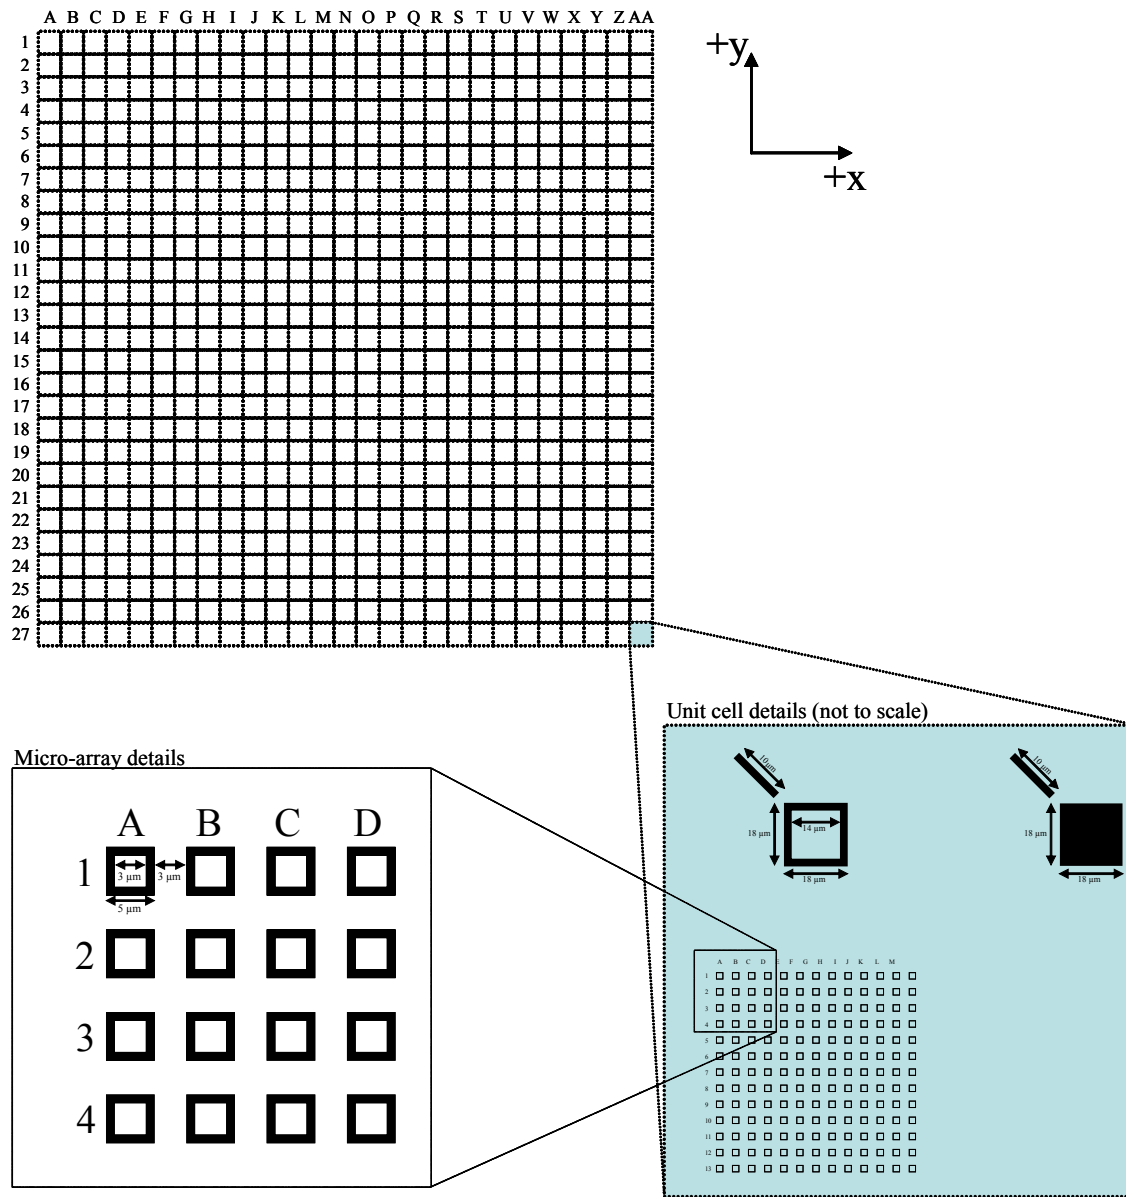 A B C D E F G H I J K L M N O P Q R S T U V W X Y Z AA
1
2
3
4
5
6
7
8
9
10
11
12
13
14
15
16
17
18
19
20
21
22
23
24
25
26
27
+y
+x
Unit cell details (not to scale)
10 μm
10 μm
18 μm
14 μm
18 μm
18 μm
18 μm
A B C D E F G H I J K L M
1
2
3
4
5
6
7
8
9
10
11
12
13
Micro-array details
A B C D
1
3 μm
3 μm
5 μm
2
3
4